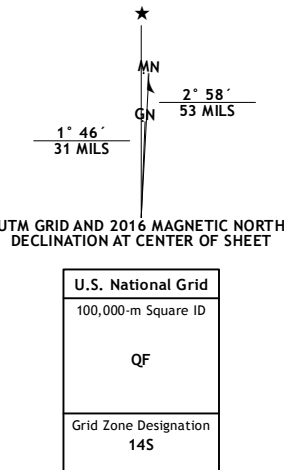 ★
MN
GN
2° 58´
53 MILS
1° 46´
31 MILS
UTM GRID AND 2016 MAGNETIC NORTH
DECLINATION AT CENTER OF SHEET
U.S. National Grid
100,000-m Square ID
QF
Grid Zone Designation
14S